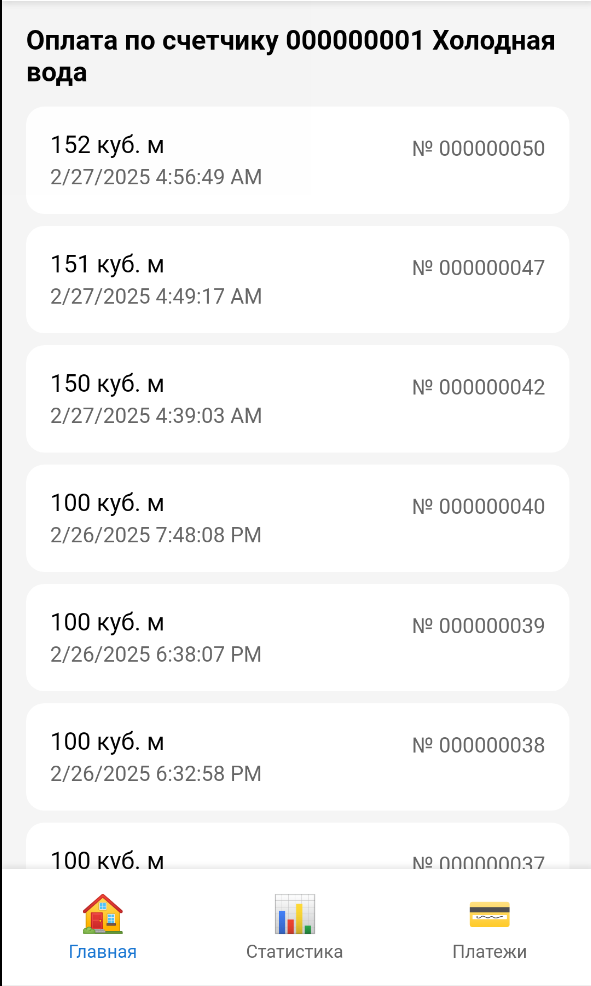 Оплата по счетчику 000000001 Холодная
вода
152 куб. м
№ 000000050
2/27/2025 4:56:49 AM
151 куб. м
№ 000000047
2/27/2025 4:49:17 AM
150 куб. м
№ 000000042
2/27/2025 4:39:03 AM
100 куб. м
№ 000000040
2/26/2025 7:48:08 PM
100 куб. м
№ 000000039
2/26/2025 6:38:07 PM
100 куб. м
№ 000000038
2/26/2025 6:32:58 PM
100 куб. м
№ 000000037
Главная
Статистика
Платежи